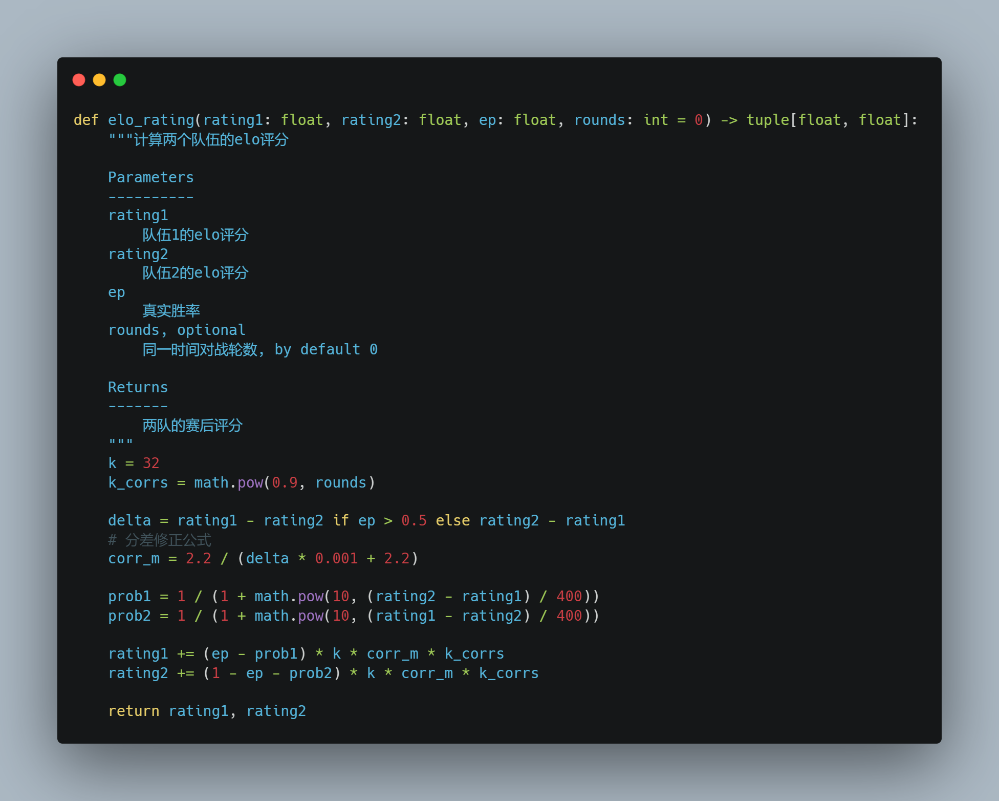 def elo_rating(rating1: float, rating2: float, ep: float, rounds: int = 0) -> tuple[float, float]:
    """计算两个队伍的elo评分

    Parameters
    ----------
    rating1
        队伍1的elo评分
    rating2
        队伍2的elo评分
    ep
        真实胜率
    rounds, optional
        同一时间对战轮数, by default 0

    Returns
    -------
        两队的赛后评分
    """
    k = 32
    k_corrs = math.pow(0.9, rounds)

    delta = rating1 - rating2 if ep > 0.5 else rating2 - rating1
    # 分差修正公式
    corr_m = 2.2 / (delta * 0.001 + 2.2)

    prob1 = 1 / (1 + math.pow(10, (rating2 - rating1) / 400))
    prob2 = 1 / (1 + math.pow(10, (rating1 - rating2) / 400))

    rating1 += (ep - prob1) * k * corr_m * k_corrs
    rating2 += (1 - ep - prob2) * k * corr_m * k_corrs

    return rating1, rating2